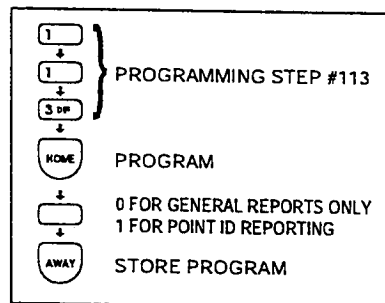 1
1
PROGRAMMING STEP #113
3 DIP
HOME PROGRAM
0 FOR GENERAL REPORTS ONLY
1 FOR POINT ID REPORTING
AWAY STORE PROGRAM